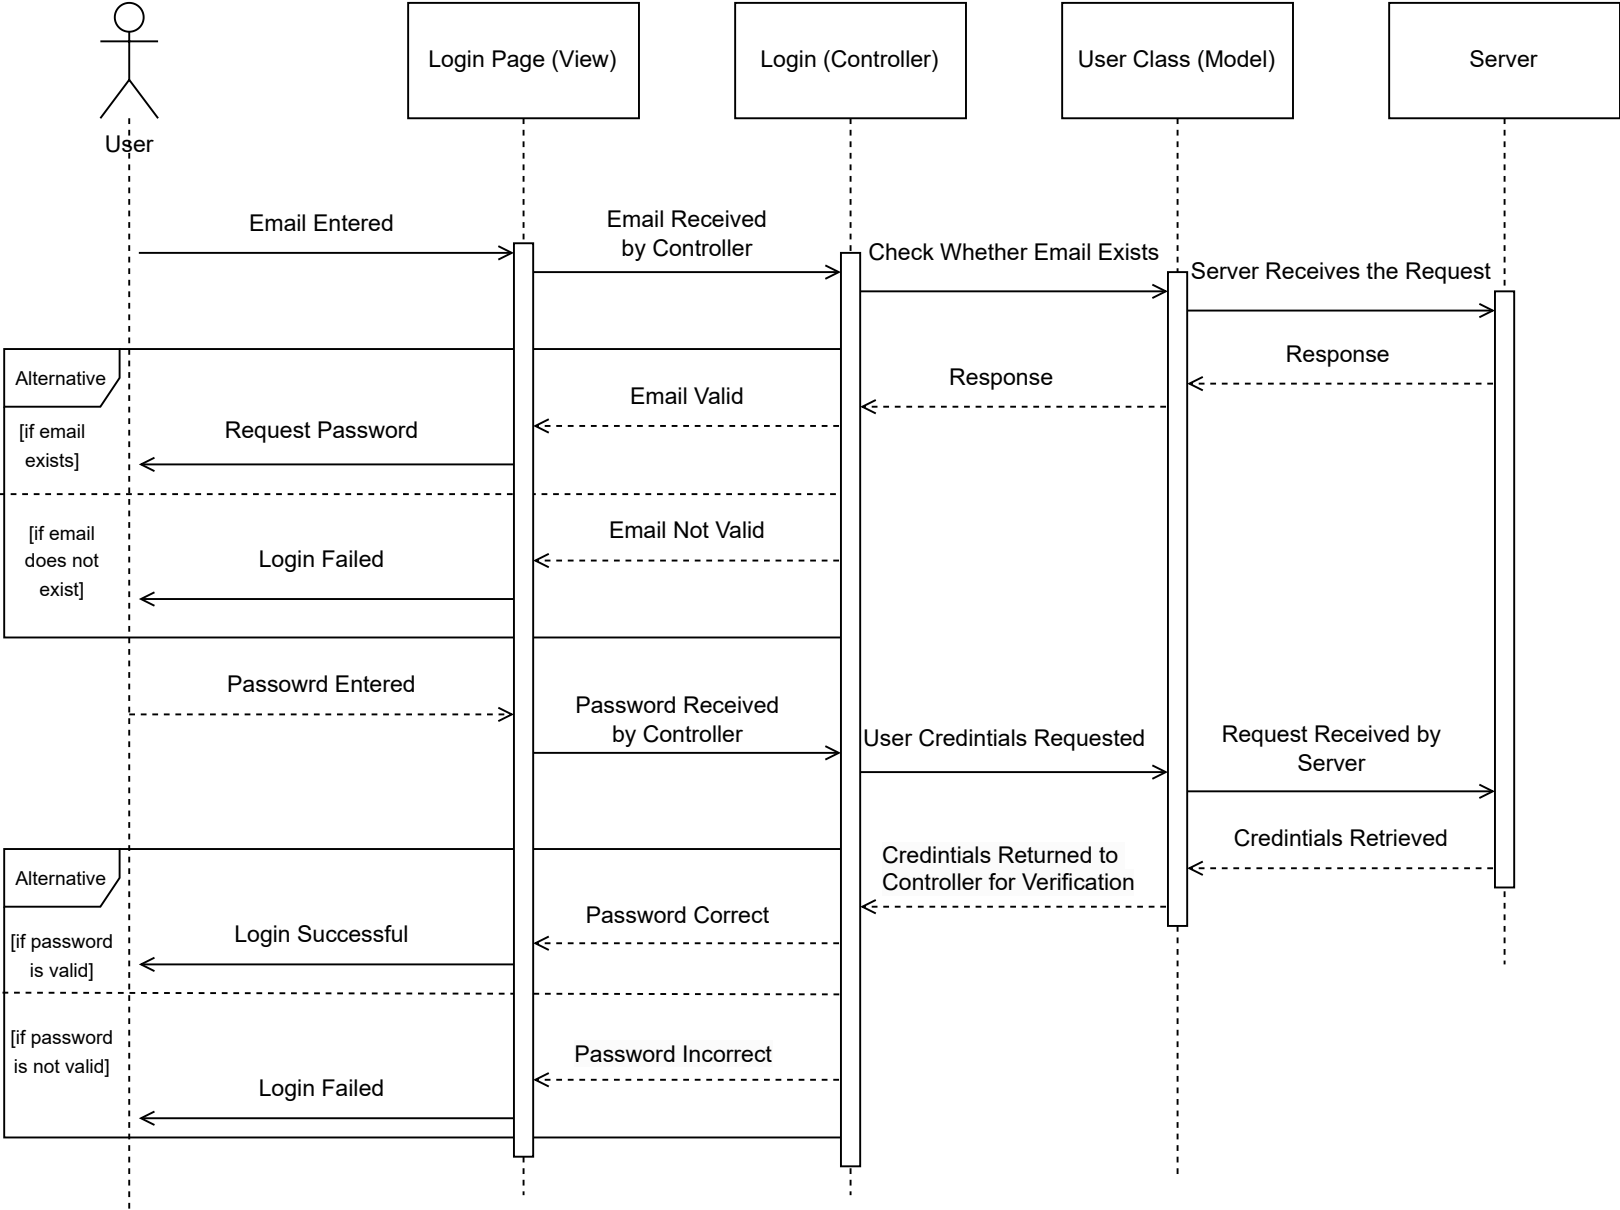 Login Page (View)
Login (Controller)
User Class (Model)
Server
User
Email Entered
Email Received
by Controller
Check Whether Email Exists
Server Receives the Request
Response
Response
Alternative
Email Valid
Request Password
[if email
exists]
Email Not Valid
[if email
does not
exist]
Login Failed
Passowrd Entered
Password Received
by Controller
User Credintials Requested
Request Received by
Server
Credintials Retrieved
Credintials Returned to
Controller for Verification
Alternative
Password Correct
Login Successful
[if password
is valid]
[if password
is not valid]
Password Incorrect
Login Failed